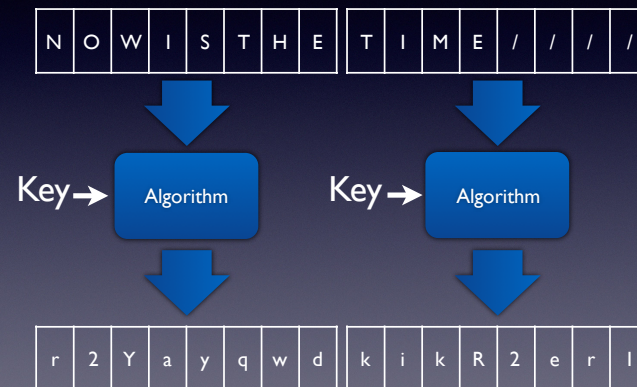 N O W I S T H E T I M E / / / /
Key Algorithm Key Algorithm
r 2 Y a y q w d k i k R 2 e r l